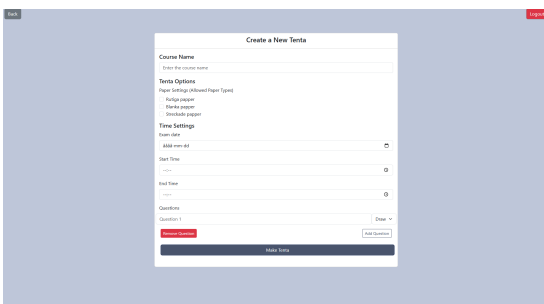 Back
Logout
Create a New Tenta
Course Name
Enter the course name
Tenta Options
Paper Settings (Allowed Paper Types)
Rutiga papper
Blanka papper
Streckade papper
Time Settings
Exam date
åååå-mm-dd
Start Time
--:--
End Time
--:--
Questions
Question 1
Draw
Remove Question
Add Question
Make Tenta